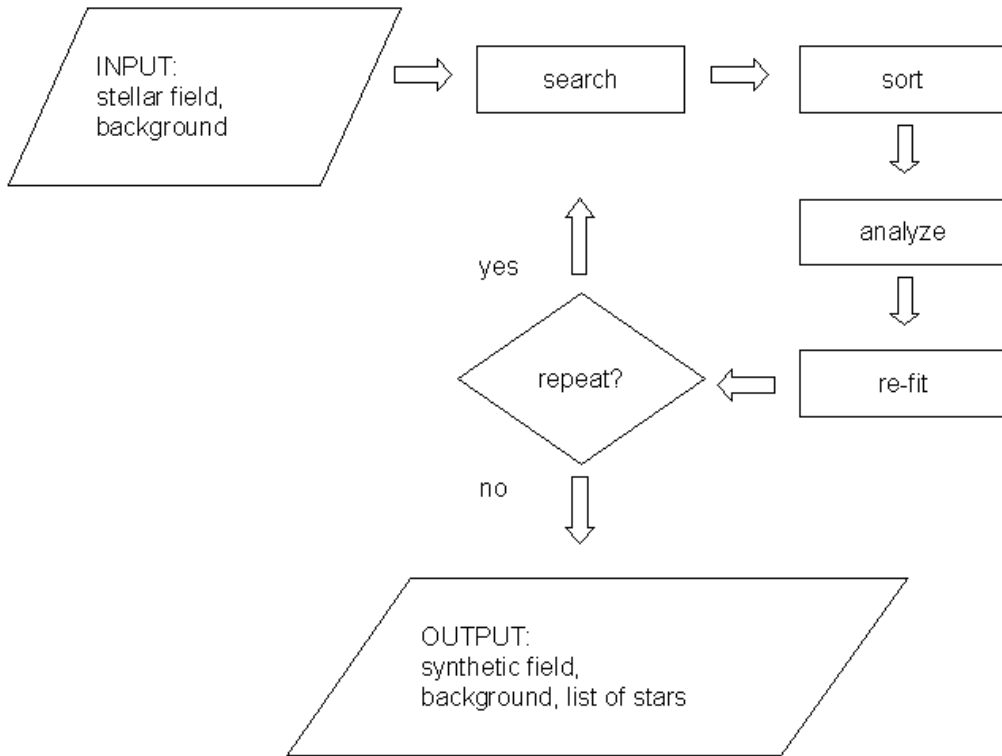 INPUT:
stellar field,
background
search
sort
analyze
re-fit
repeat?
yes
no
OUTPUT:
synthetic field,
background, list of stars